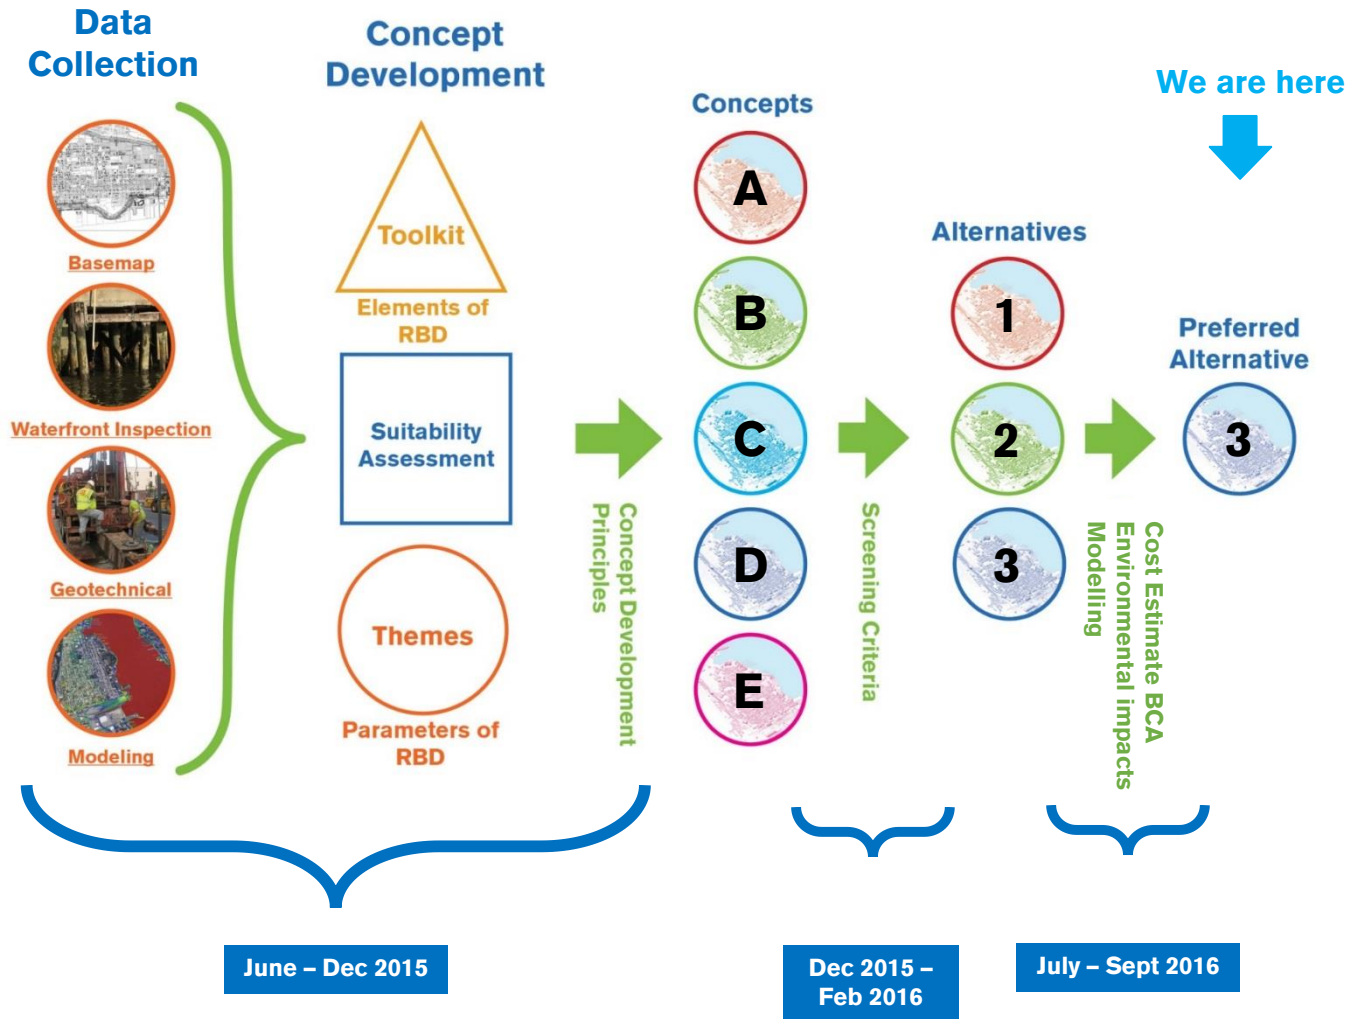 Data
Collection
Basemap
Waterfront Inspection
Geotechnical
Modeling
Concept
Development
Toolkit
Elements of
RBD
Suitability
Assessment
Themes
Parameters of
RBD
Concept Development
Principles
Concepts
A
B
C
D
E
Screening Criteria
Alternatives
1
2
3
Cost Estimate BCA
Environmental impacts
Modelling
We are here
Preferred
Alternative
3
June – Dec 2015
Dec 2015 –
Feb 2016
July – Sept 2016